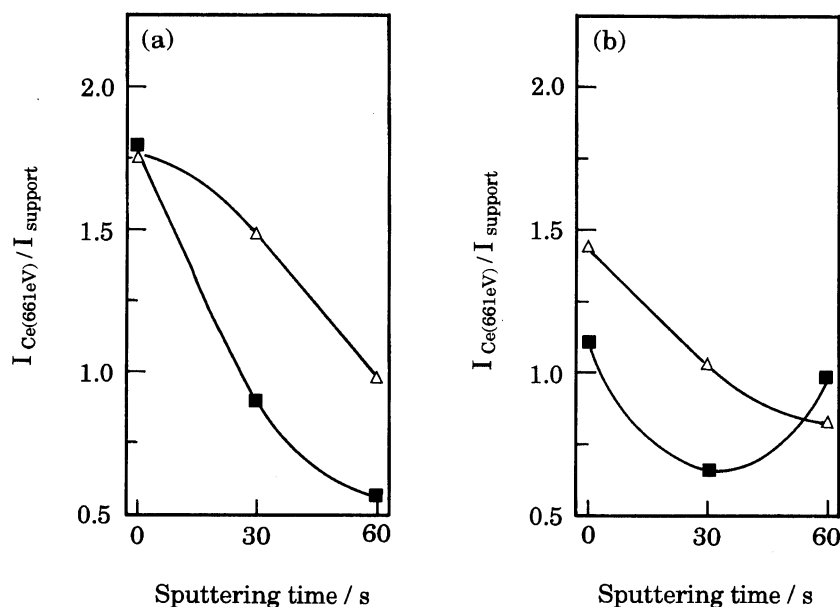 (a)
2.0
1.5
1.0
0.5
0 30 60
I Ce(661eV) / I support
Sputtering time / s
(b)
2.0
1.5
1.0
0.5
0 30 60
I Ce(661eV) / I support
Sputtering time / s